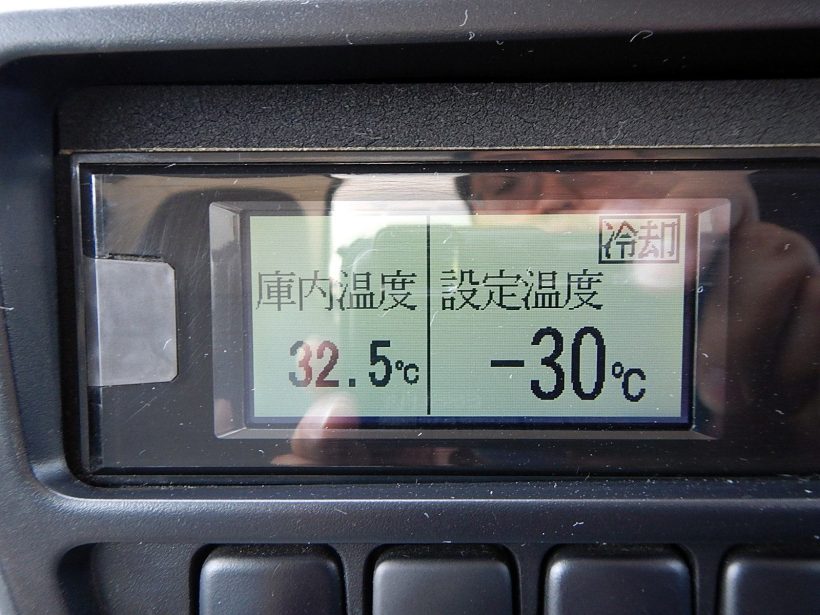 冷却
庫内温度 設定温度
32.5℃ -30℃